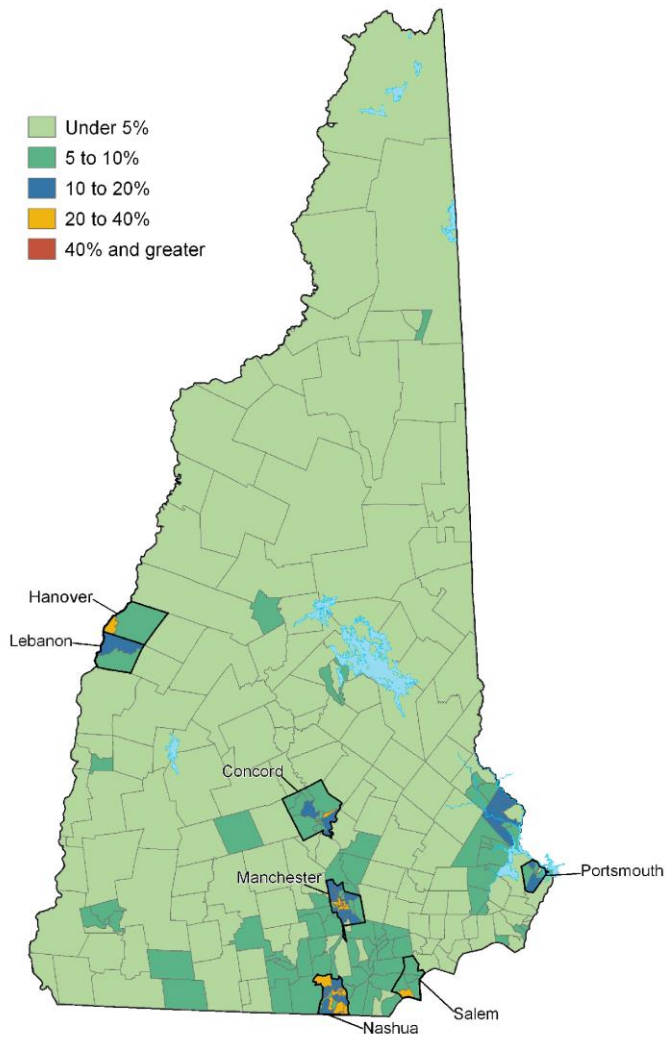 Under 5%
5 to 10%
10 to 20%
20 to 40%
40% and greater
Hanover
Lebanon
Concord
Manchester
Portsmouth
Salem
Nashua